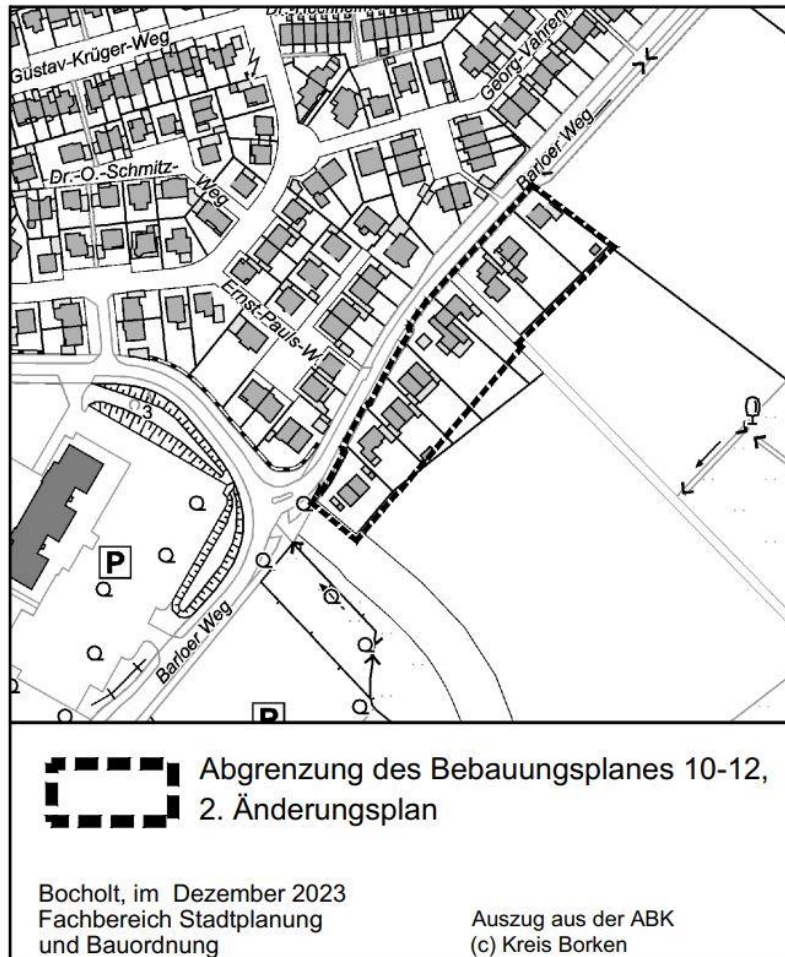 Gustav-Krüger-Weg
Georg-Vahrenh
Barloer Weg
Dr.-O.-Schmitz-
Weg
Ernst-Pauls-W
3
P
Barloer Weg
P
Abgrenzung des Bebauungsplanes 10-12,
2. Änderungsplan
Bocholt, im Dezember 2023
Fachbereich Stadtplanung
und Bauordnung
Auszug aus der ABK
(c) Kreis Borken